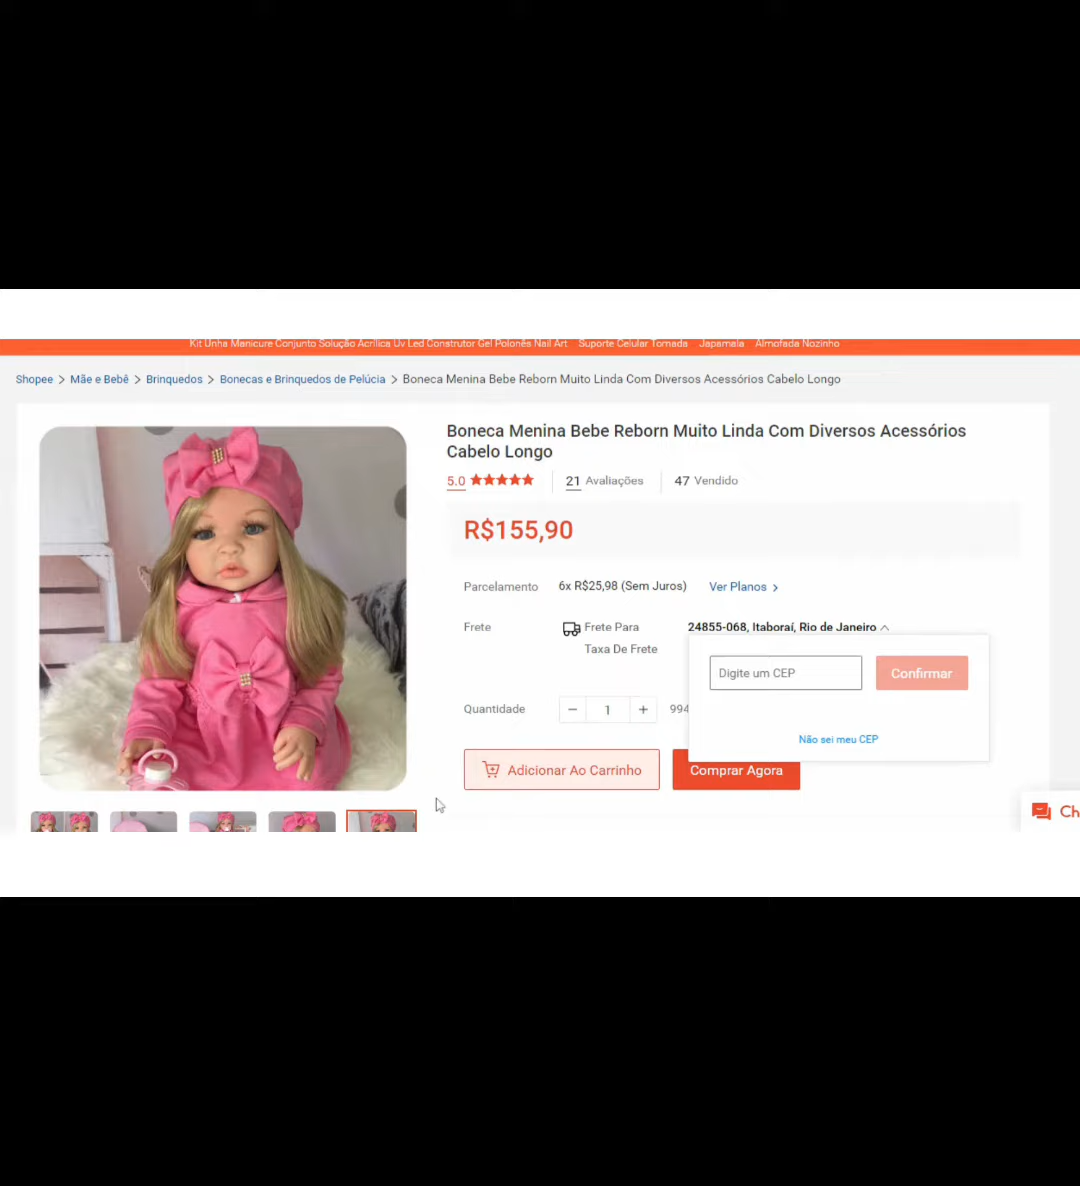 Kit Unha Manicure Conjunto Solução Acrílica Uv Led Construtor Gel Polonês Nail Art Suporte Celular Tomada Japamala Almofada Nozinho
Shopee > Mãe e Bebê > Brinquedos > Bonecas e Brinquedos de Pelúcia > Boneca Menina Bebe Reborn Muito Linda Com Diversos Acessórios Cabelo Longo
Boneca Menina Bebe Reborn Muito Linda Com Diversos Acessórios
Cabelo Longo
5.0 21 Avaliações 47 Vendido
R$155,90
Parcelamento 6x R$25,98 (Sem Juros) Ver Planos >
Frete Frete Para 24855-068, Itaboraí, Rio de Janeiro
Taxa De Frete
Digite um CEP Confirmar
Quantidade − 1 + 994
Não sei meu CEP
Adicionar Ao Carrinho Comprar Agora
Ch